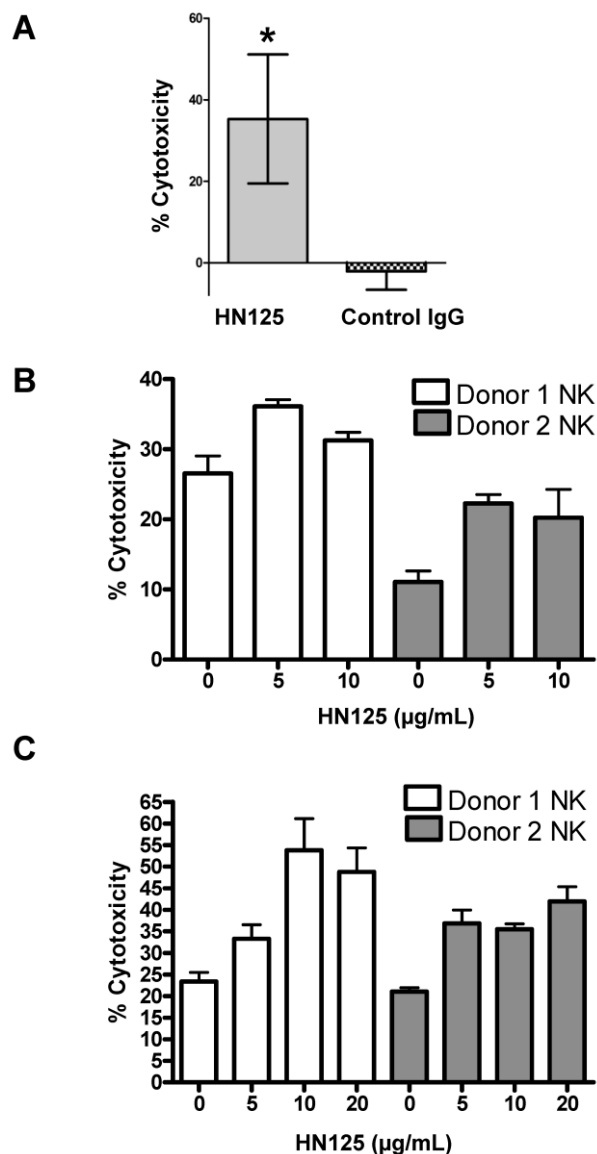 A
*
60
40
20
0
% Cytotoxicity
HN125 Control IgG
B
Donor 1 NK
Donor 2 NK
40
30
20
10
0
% Cytotoxicity
0 5 10 0 5 10
HN125 (µg/mL)
C
Donor 1 NK
Donor 2 NK
65
60
55
50
45
40
35
30
25
20
15
10
5
0
% Cytotoxicity
0 5 10 20 0 5 10 20
HN125 (µg/mL)